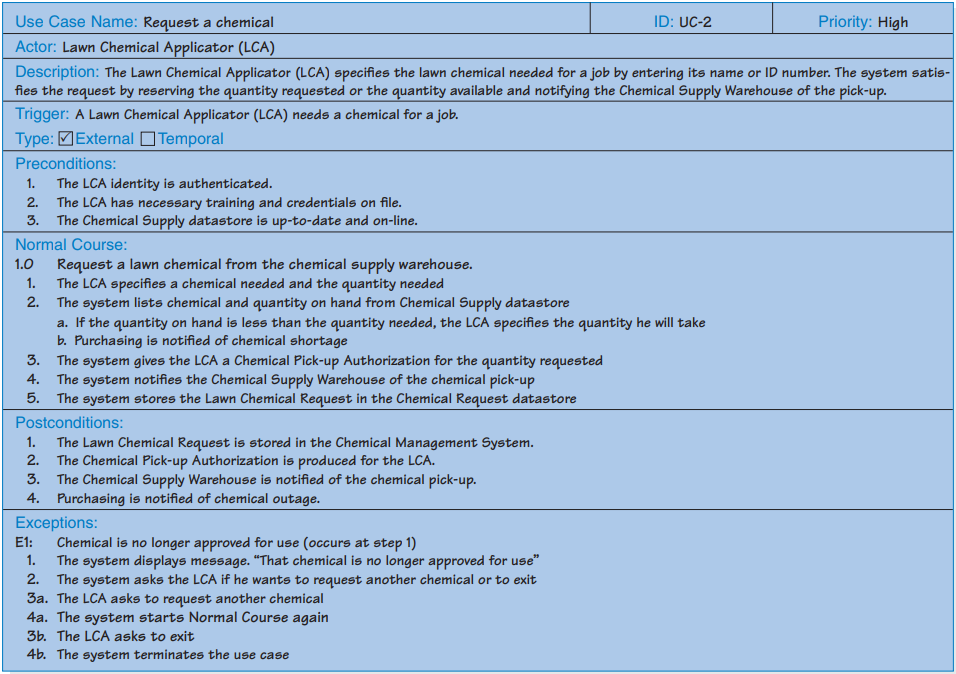 Use Case Name: Request a chemical ID: UC-2 Priority: High
Actor: Lawn Chemical Applicator (LCA)
Description: The Lawn Chemical Applicator (LCA) specifies the lawn chemical needed for a job by entering its name or ID number. The system satis-
fies the request by reserving the quantity requested or the quantity available and notifying the Chemical Supply Warehouse of the pick-up.
Trigger: A Lawn Chemical Applicator (LCA) needs a chemical for a job.
Type: ☑ External ☐ Temporal
Preconditions:
1. The LCA identity is authenticated.
2. The LCA has necessary training and credentials on file.
3. The Chemical Supply datastore is up-to-date and on-line.
Normal Course:
1.0 Request a lawn chemical from the chemical supply warehouse.
1. The LCA specifies a chemical needed and the quantity needed
2. The system lists chemical and quantity on hand from Chemical Supply datastore
a. If the quantity on hand is less than the quantity needed, the LCA specifies the quantity he will take
b. Purchasing is notified of chemical shortage
3. The system gives the LCA a Chemical Pick-up Authorization for the quantity requested
4. The system notifies the Chemical Supply Warehouse of the chemical pick-up
5. The system stores the Lawn Chemical Request in the Chemical Request datastore
Postconditions:
1. The Lawn Chemical Request is stored in the Chemical Management System.
2. The Chemical Pick-up Authorization is produced for the LCA.
3. The Chemical Supply Warehouse is notified of the chemical pick-up.
4. Purchasing is notified of chemical outage.
Exceptions:
E1: Chemical is no longer approved for use (occurs at step 1)
1. The system displays message. “That chemical is no longer approved for use”
2. The system asks the LCA if he wants to request another chemical or to exit
3a. The LCA asks to request another chemical
4a. The system starts Normal Course again
3b. The LCA asks to exit
4b. The system terminates the use case